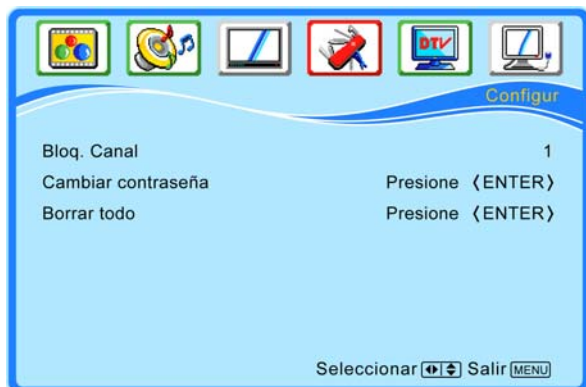 DTV
Configur
Bloq. Canal 1
Cambiar contraseña Presione 〈ENTER〉
Borrar todo Presione 〈ENTER〉
Seleccionar Salir MENU